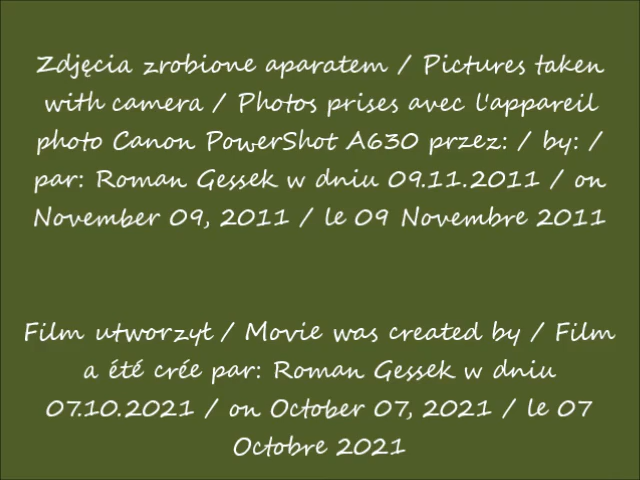 Zdjęcia zrobione aparatem / Pictures taken
with camera / Photos prises avec l'appareil
photo Canon PowerShot A630 przez: / by: /
par: Roman Gessek w dniu 09.11.2011 / on
November 09, 2011 / le 09 Novembre 2011
Film utworzył / Movie was created by / Film
a été crée par: Roman Gessek w dniu
07.10.2021 / on October 07, 2021 / le 07
Octobre 2021